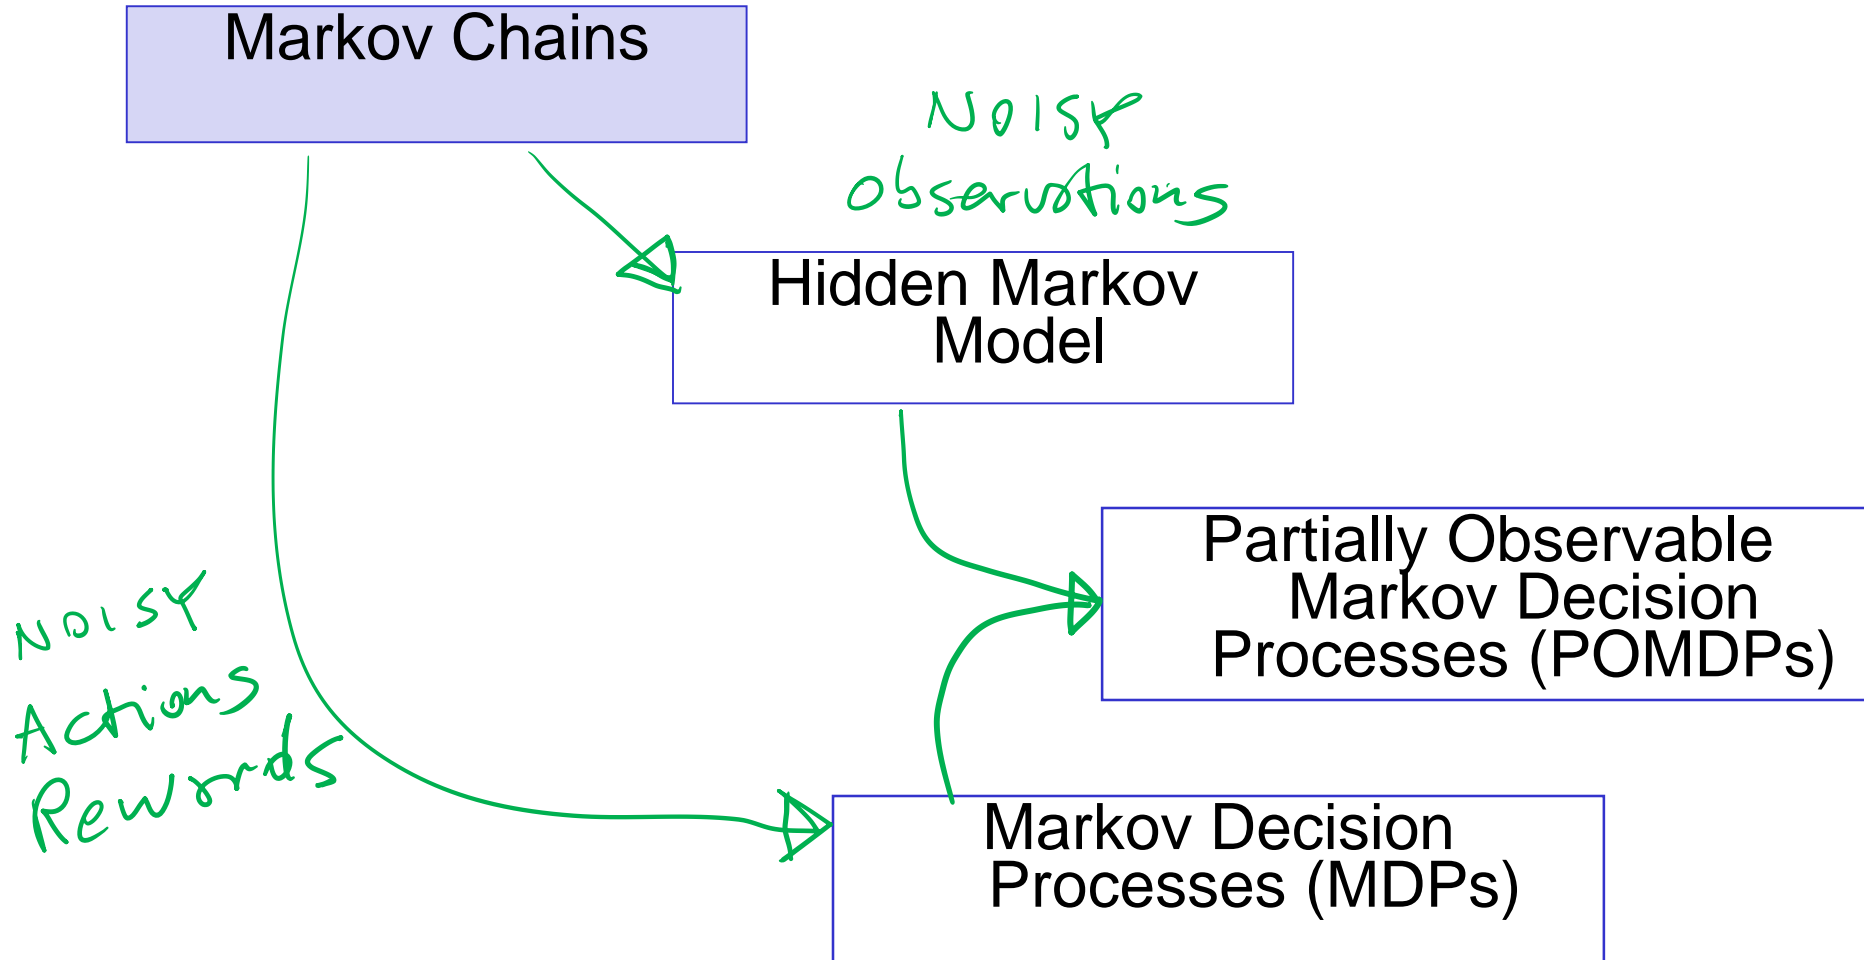 Markov Chains
NOISY
Observations
Hidden Markov
Model
Partially Observable
Markov Decision
Processes (POMDPs)
NOISY
Actions
Rewards
Markov Decision
Processes (MDPs)